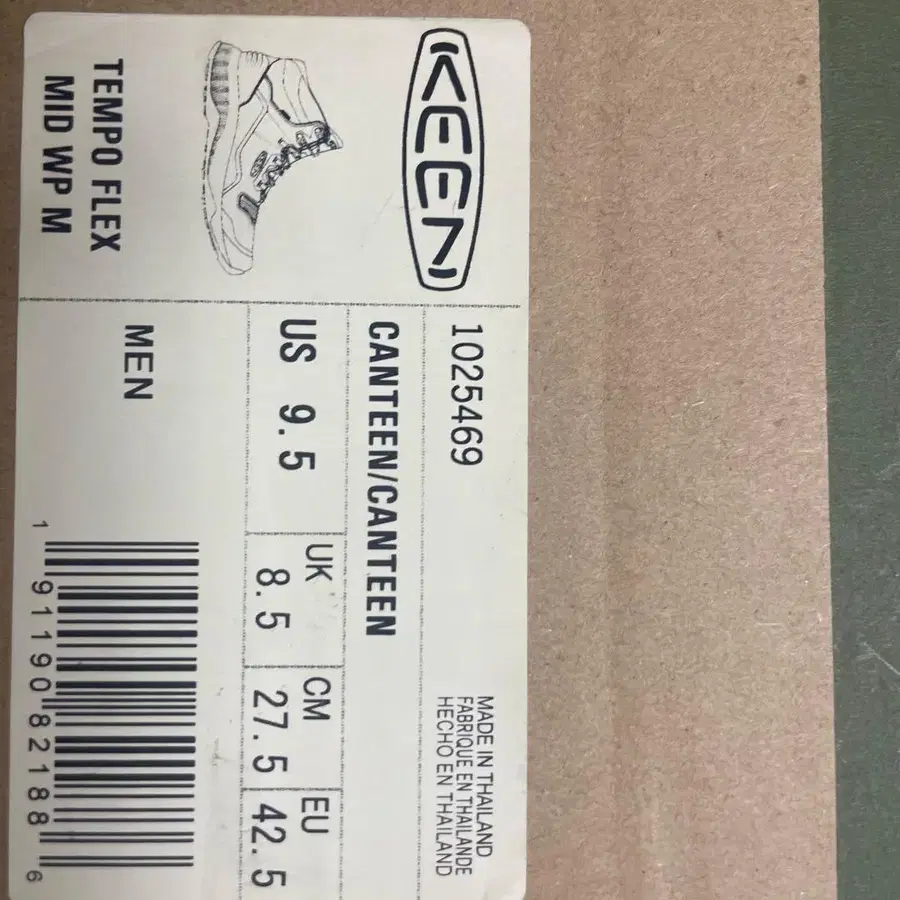 KEEN
TEMPO FLEX
MID WP M
1025469
MADE IN THAILAND
FABRIQUE EN THAILANDE
HECHO EN THAILAND
CANTEEN/CANTEEN
US 9.5
UK
8.5
CM
27.5
EU
42.5
MEN
1 91190 82188 6